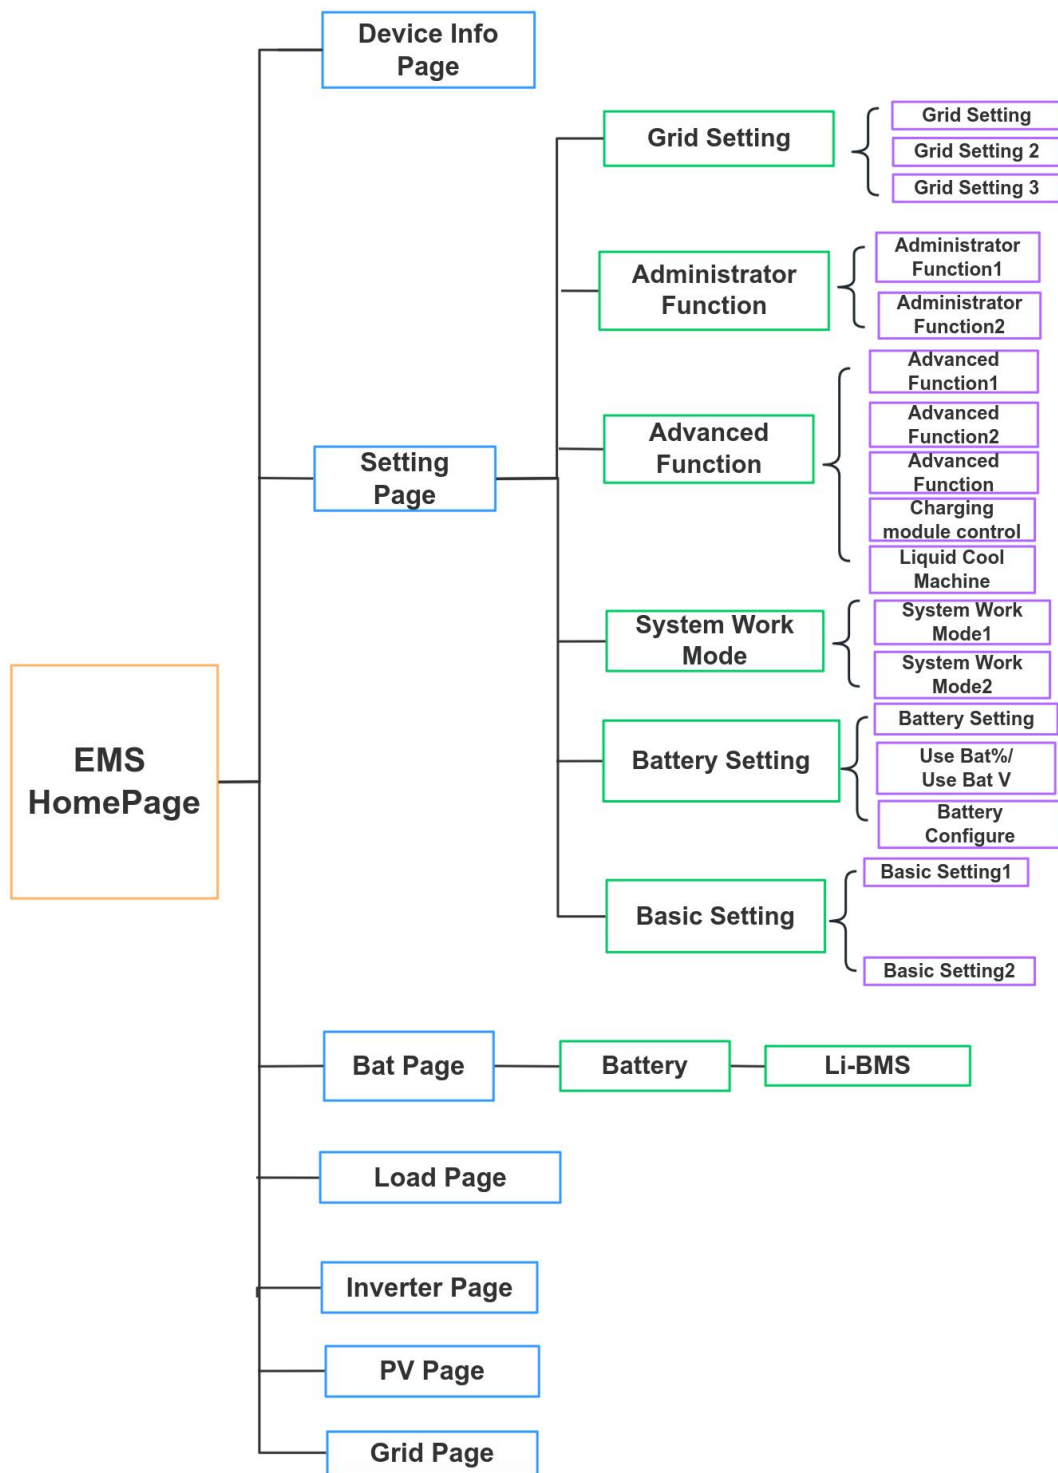 Device Info
Page
Grid Setting
Grid Setting
Grid Setting 2
Grid Setting 3
Administrator
Function
Administrator
Function1
Administrator
Function2
Advanced
Function
Advanced
Function1
Advanced
Function2
Advanced
Function
Charging
module control
Liquid Cool
Machine
Setting
Page
System Work
Mode
System Work
Mode1
System Work
Mode2
Battery Setting
Battery Setting
Use Bat%/
Use Bat V
Battery
Configure
EMS
HomePage
Basic Setting
Basic Setting1
Basic Setting2
Bat Page
Battery
Li-BMS
Load Page
Inverter Page
PV Page
Grid Page